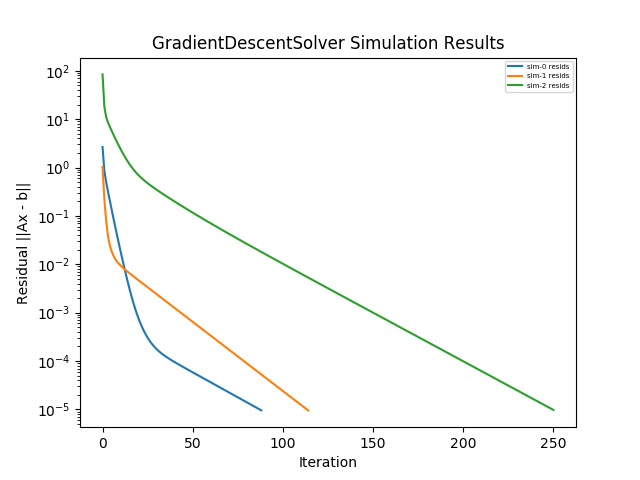 GradientDescentSolver Simulation Results
sim-0 resids
sim-1 resids
sim-2 resids
Residual ||Ax - b||
10²
10¹
10⁰
10⁻¹
10⁻²
10⁻³
10⁻⁴
10⁻⁵
0 50 100 150 200 250
Iteration